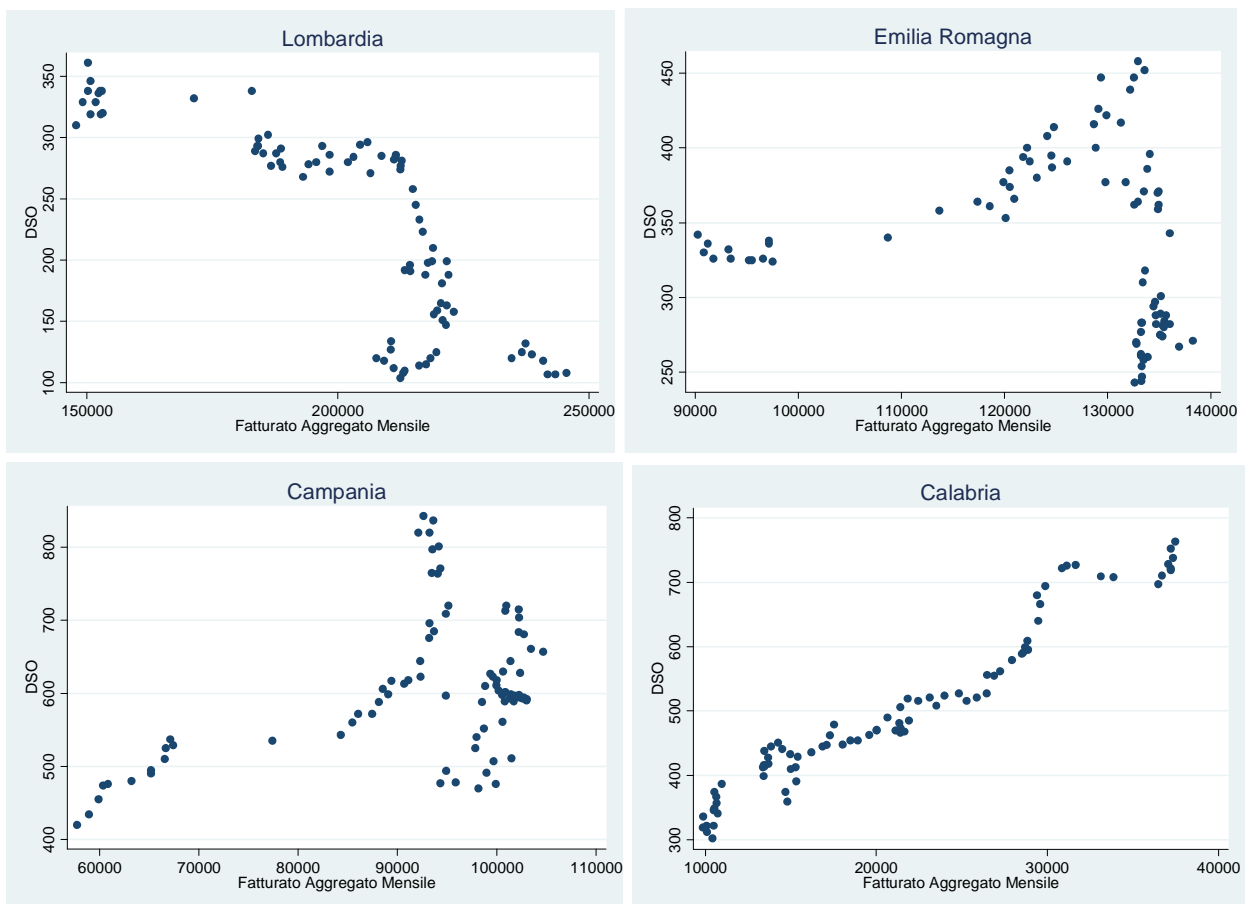 Lombardia
DSO
350
300
250
200
150
100
150000 200000 250000
Fatturato Aggregato Mensile
Emilia Romagna
DSO
450
400
350
300
250
90000 100000 110000 120000 130000 140000
Fatturato Aggregato Mensile
Campania
DSO
800
700
600
500
400
60000 70000 80000 90000 100000 110000
Fatturato Aggregato Mensile
Calabria
DSO
800
700
600
500
400
300
10000 20000 30000 40000
Fatturato Aggregato Mensile